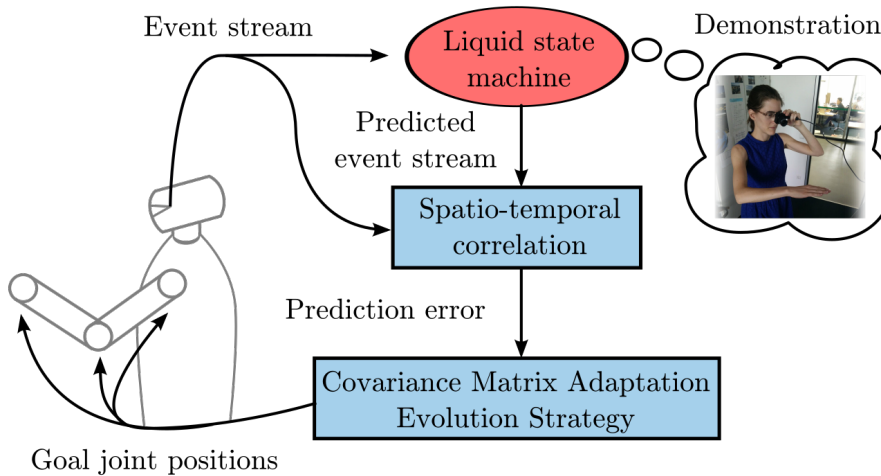 Event stream
Liquid state
machine
Demonstration
Predicted
event stream
Spatio-temporal
correlation
Prediction error
Covariance Matrix Adaptation
Evolution Strategy
Goal joint positions